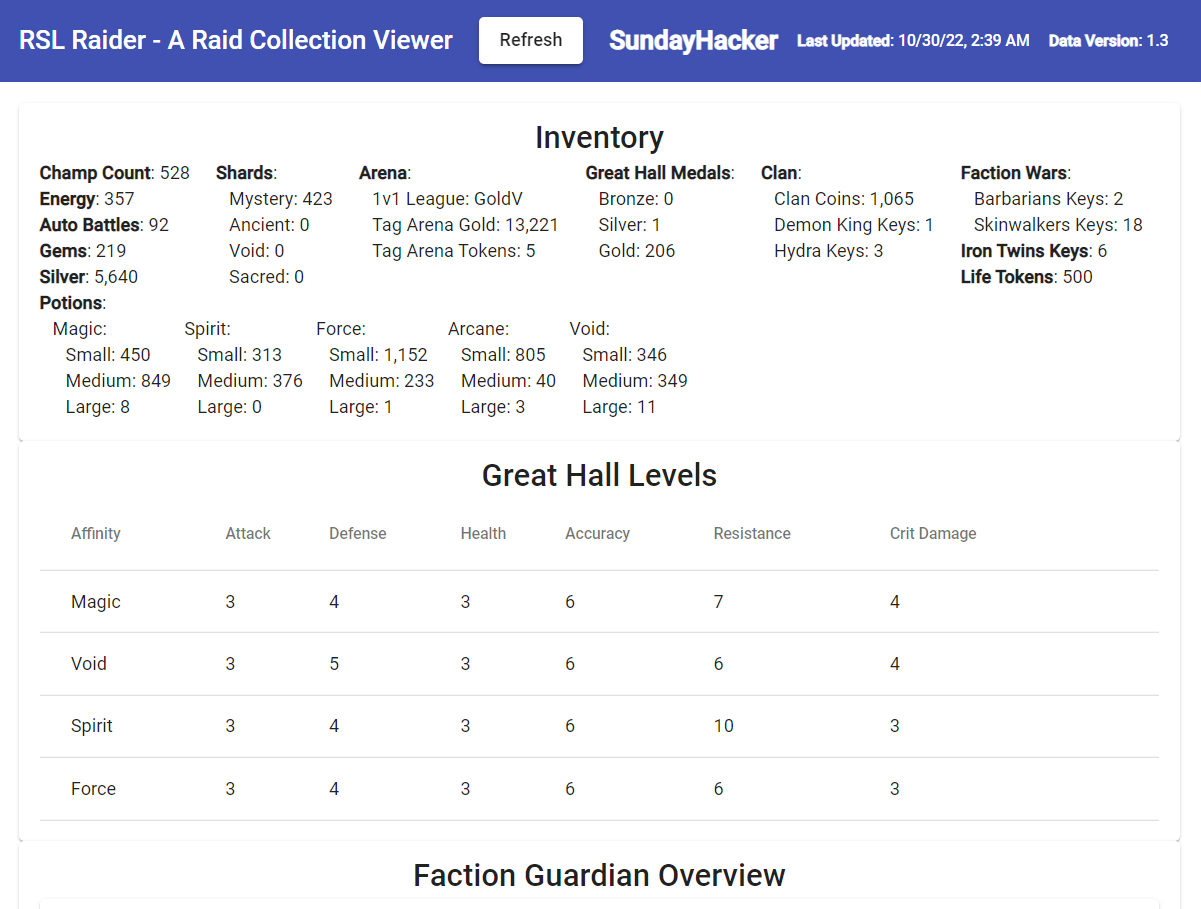 RSL Raider - A Raid Collection Viewer Refresh SundayHacker Last Updated: 10/30/22, 2:39 AM Data Version: 1.3
Inventory
Champ Count: 528
Energy: 357
Auto Battles: 92
Gems: 219
Silver: 5,640
Shards:
Mystery: 423
Ancient: 0
Void: 0
Sacred: 0
Arena:
1v1 League: GoldV
Tag Arena Gold: 13,221
Tag Arena Tokens: 5
Great Hall Medals:
Bronze: 0
Silver: 1
Gold: 206
Clan:
Clan Coins: 1,065
Demon King Keys: 1
Hydra Keys: 3
Faction Wars:
Barbarians Keys: 2
Skinwalkers Keys: 18
Iron Twins Keys: 6
Life Tokens: 500
Potions:
Magic:
Small: 450
Medium: 849
Large: 8
Spirit:
Small: 313
Medium: 376
Large: 0
Force:
Small: 1,152
Medium: 233
Large: 1
Arcane:
Small: 805
Medium: 40
Large: 3
Void:
Small: 346
Medium: 349
Large: 11
Great Hall Levels
Affinity Attack Defense Health Accuracy Resistance Crit Damage
Magic 3 4 3 6 7 4
Void 3 5 3 6 6 4
Spirit 3 4 3 6 10 3
Force 3 4 3 6 6 3
Faction Guardian Overview